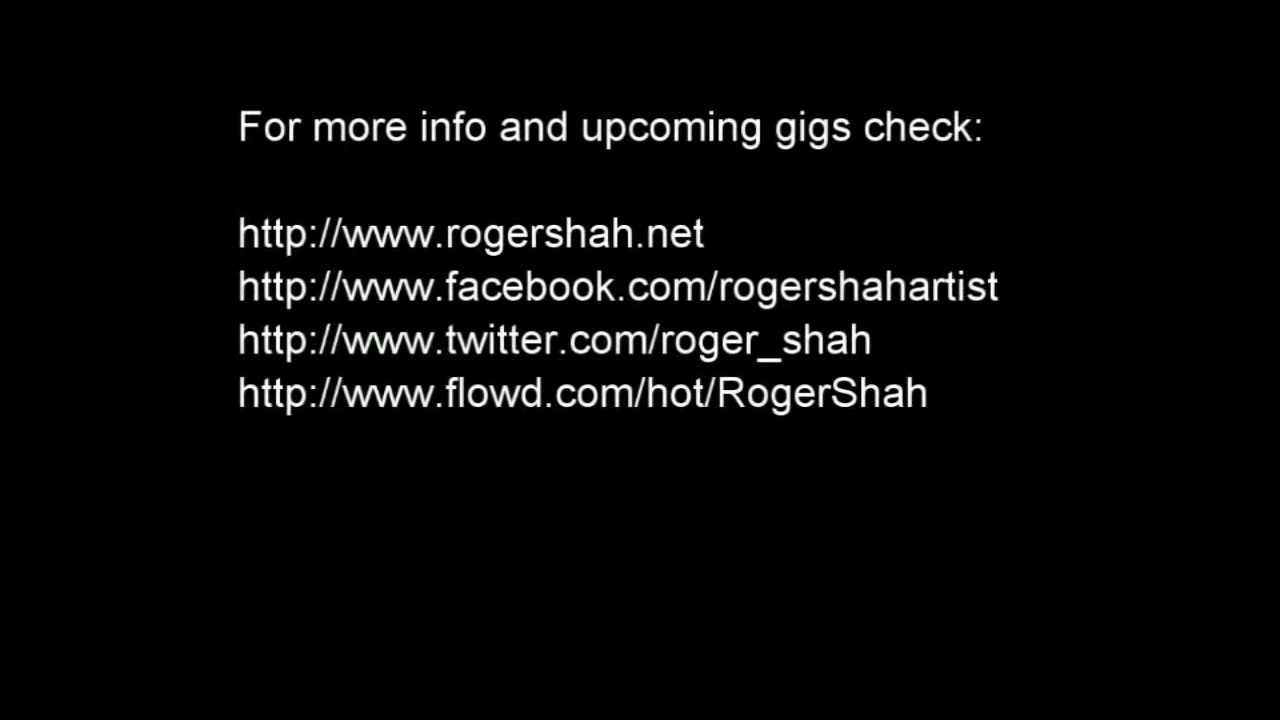 For more info and upcoming gigs check:
http://www.rogershah.net
http://www.facebook.com/rogershahartist
http://www.twitter.com/roger_shah
http://www.flowd.com/hot/RogerShah